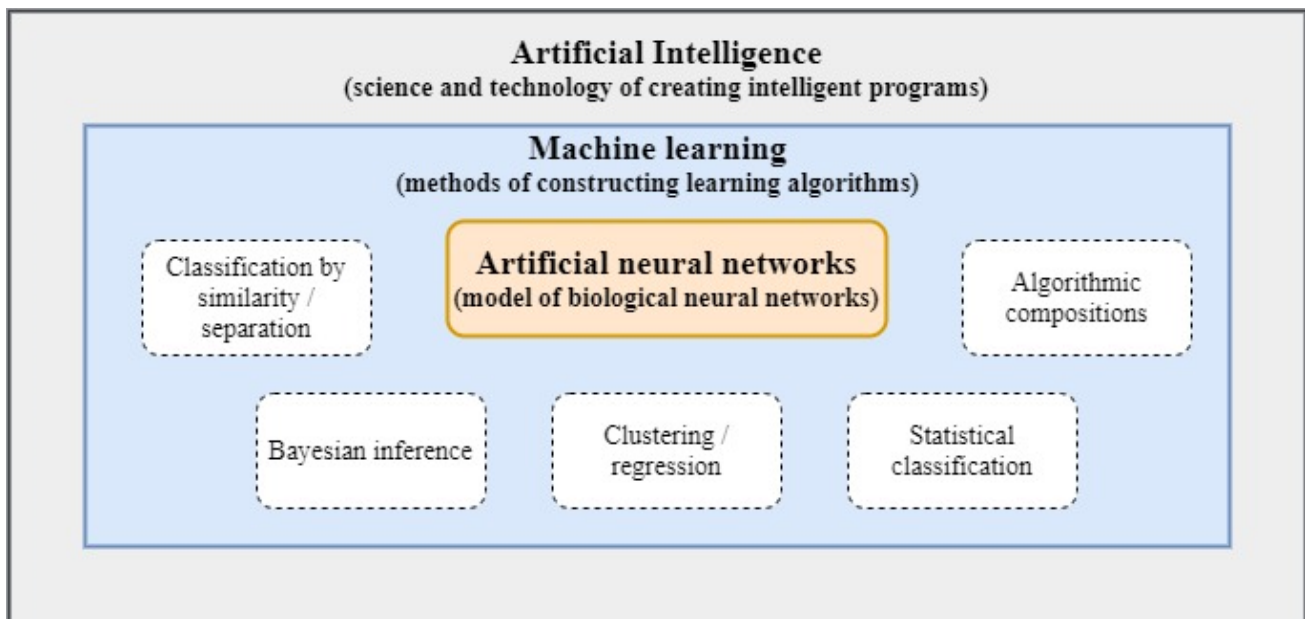 Artificial Intelligence
(science and technology of creating intelligent programs)
Machine learning
(methods of constructing learning algorithms)
Classification by
similarity /
separation
Artificial neural networks
(model of biological neural networks)
Algorithmic
compositions
Bayesian inference
Clustering /
regression
Statistical
classification